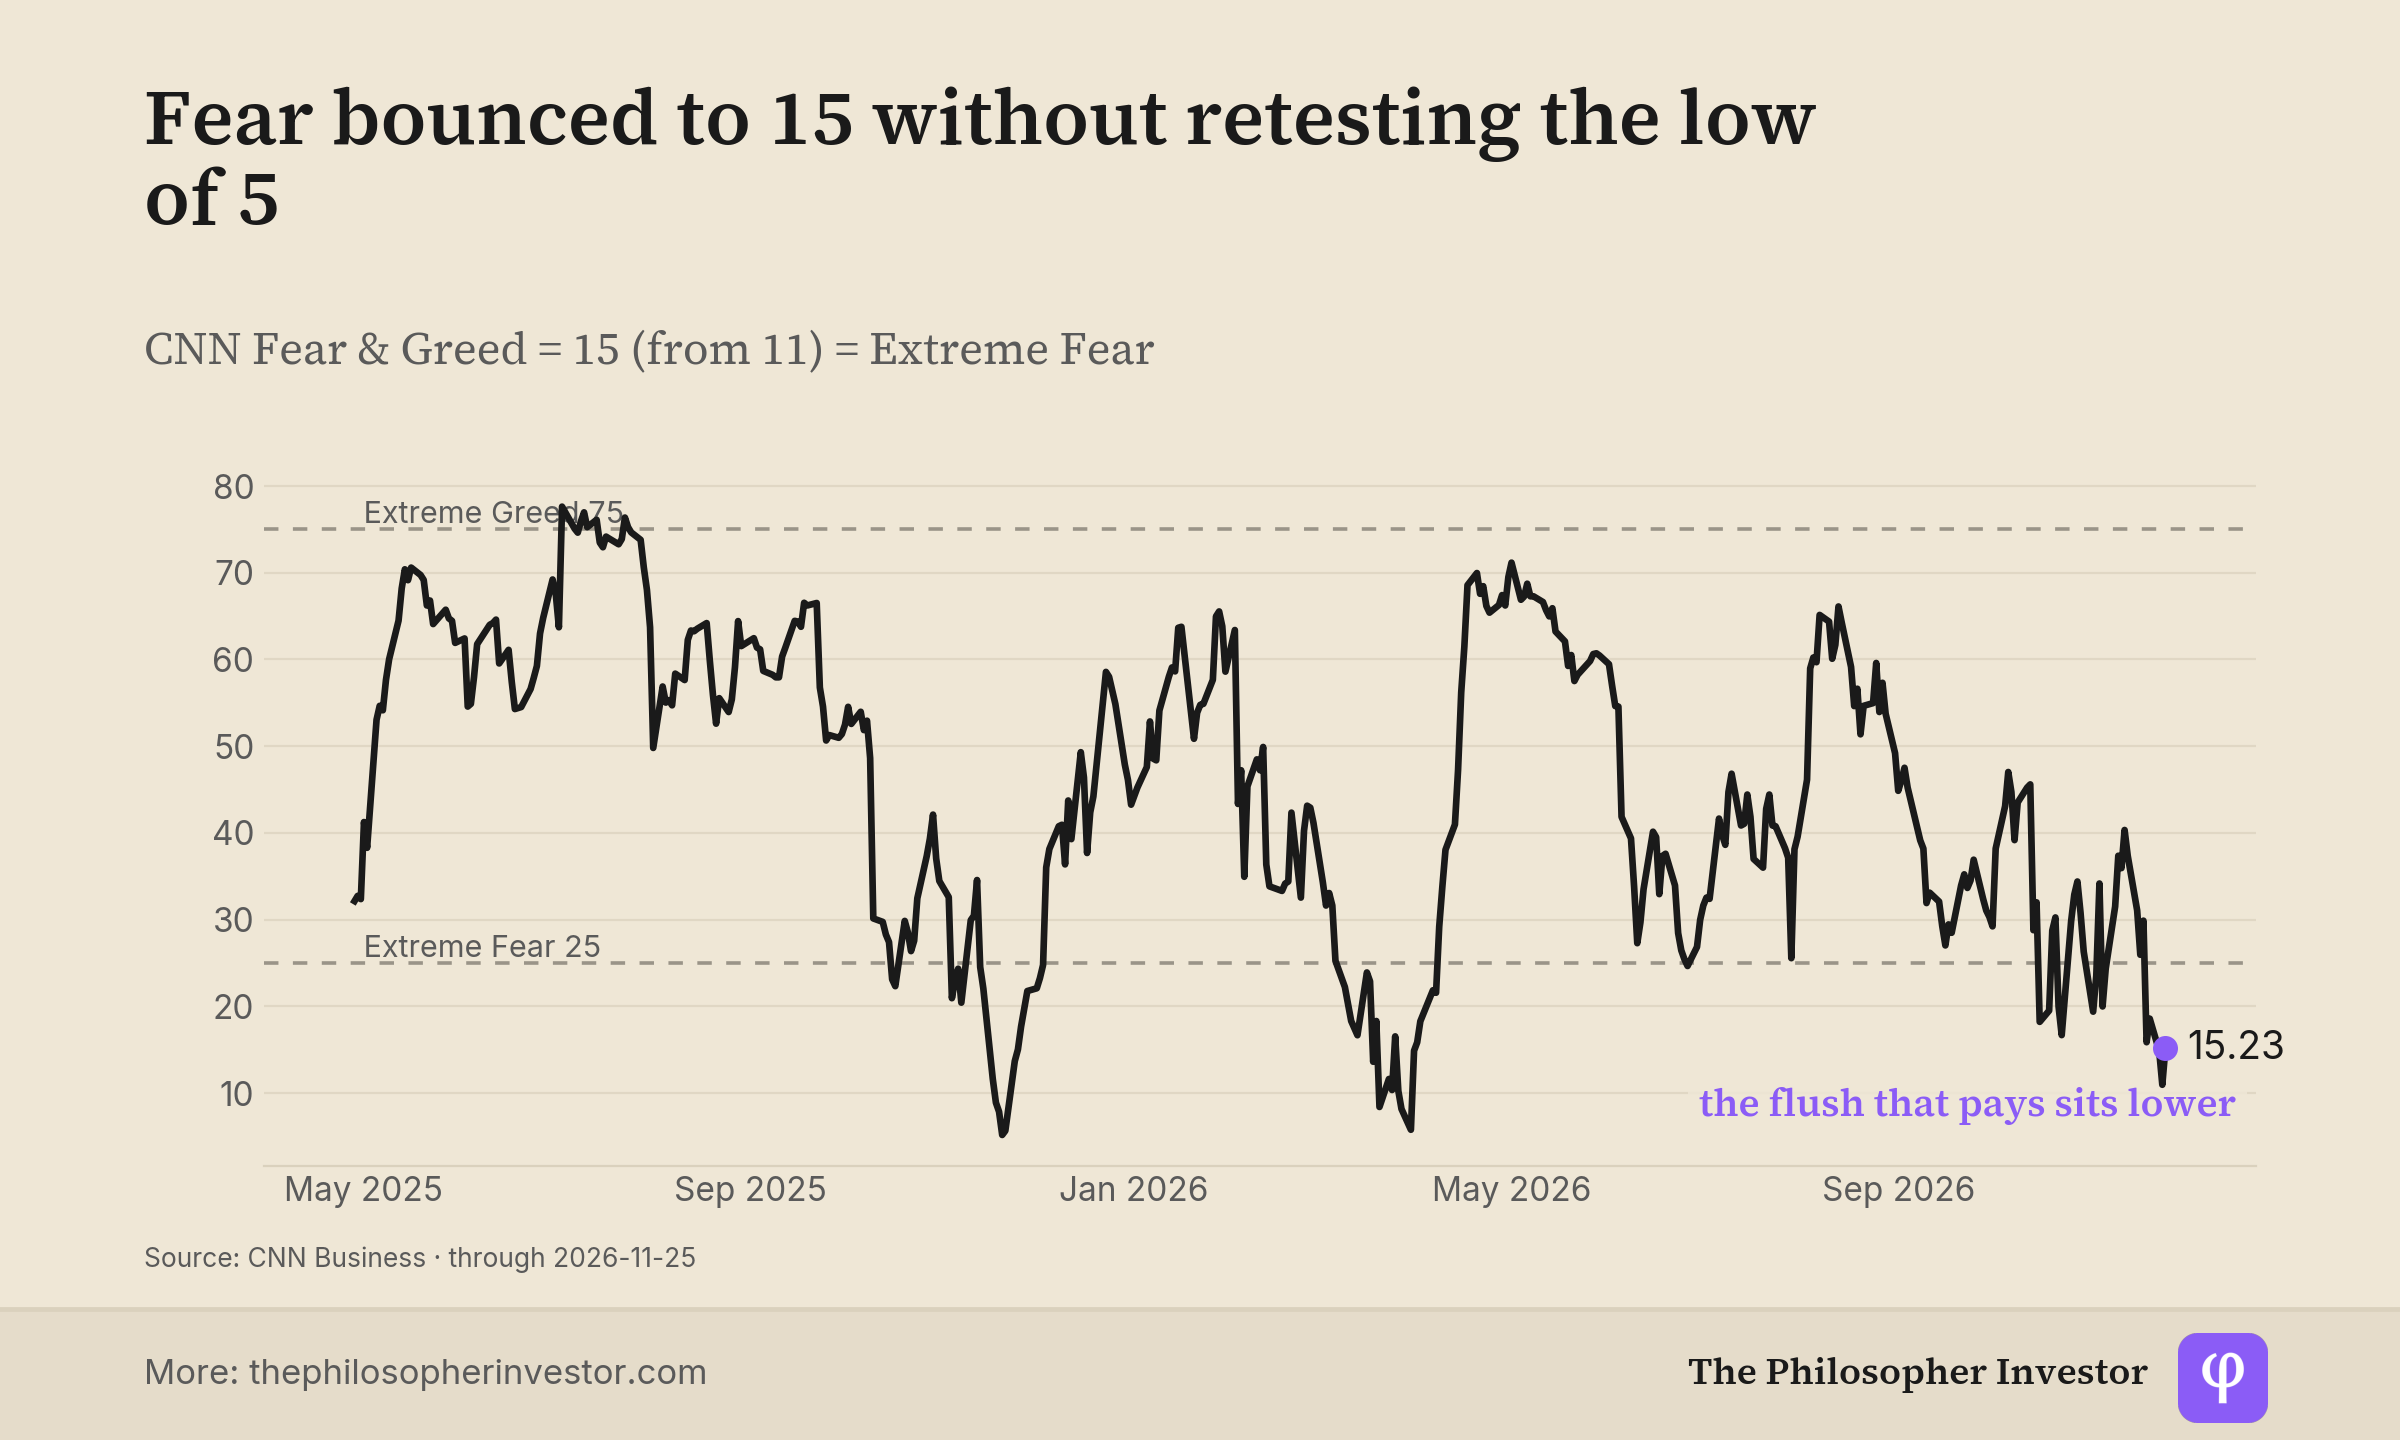 Fear bounced to 15 without retesting the low
of 5
CNN Fear & Greed = 15 (from 11) = Extreme Fear
80
Extreme Greed 75
70
60
50
40
30
Extreme Fear 25
20
15.23
10
the flush that pays sits lower
May 2025
Sep 2025
Jan 2026
May 2026
Sep 2026
Source: CNN Business · through 2026-11-25
More: thephilosopherinvestor.com
The Philosopher Investor
φ